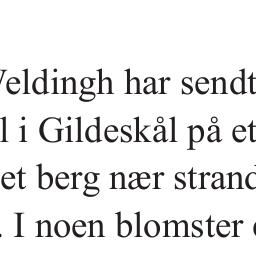 Veldingh har sendt
l i Gildeskål på et
et berg nær strand
. I noen blomster